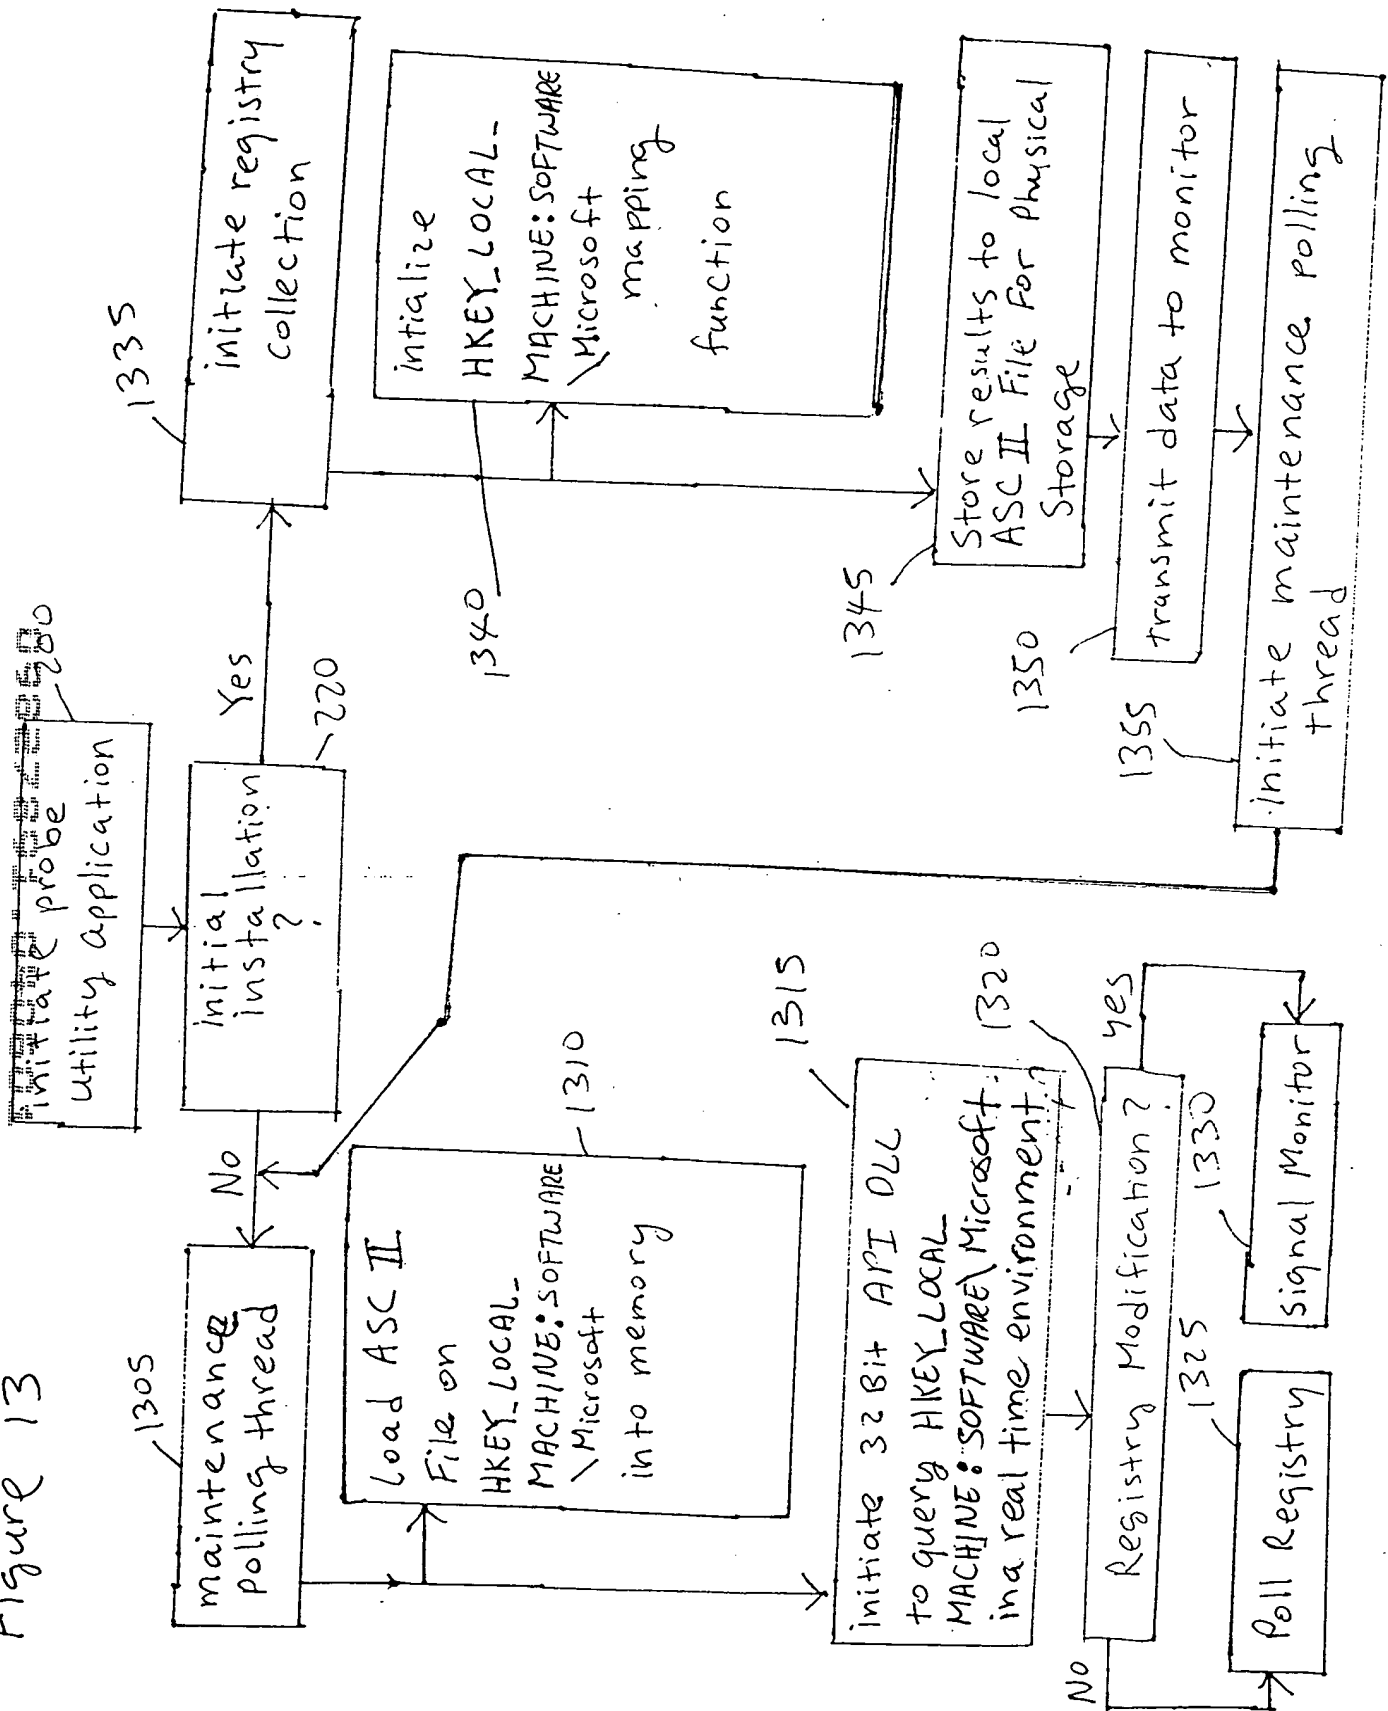 Figure 13
initiate probe
utility application
200
initial
installation
?
220
No
Yes
maintenance
polling thread
1305
Load ASC II
File on
HKEY_LOCAL_
MACHINE:SOFTWARE
\Microsoft
into memory
1310
initiate 32 Bit API DLL
to query HKEY_LOCAL_
MACHINE:SOFTWARE\Microsoft
in a real time environment
1315
Registry Modification?
1320
No
yes
Poll Registry
1325
signal Monitor
1330
initiate registry
collection
1335
intialize
HKEY_LOCAL_
MACHINE:SOFTWARE
\Microsoft
mapping
function
1340
Store results to local
ASC II File For Physical
Storage
1345
transmit data to monitor
1350
initiate maintenance polling
thread
1355